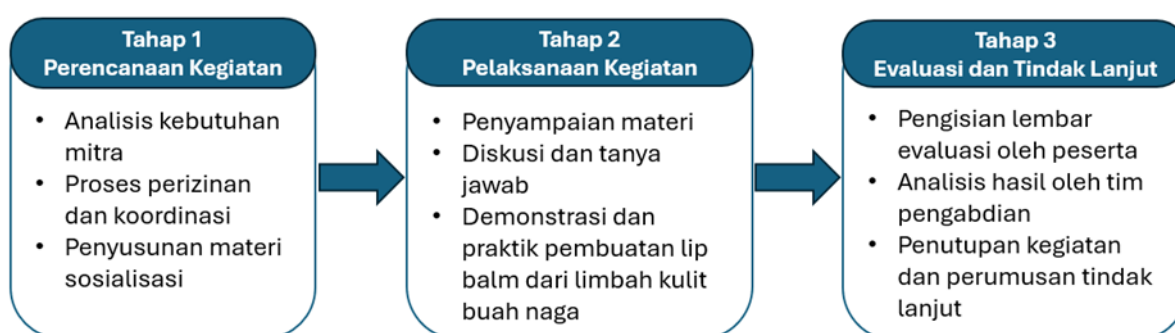 Tahap 1
Perencanaan Kegiatan
• Analisis kebutuhan
mitra
• Proses perizinan
dan koordinasi
• Penyusunan materi
sosialisasi
Tahap 2
Pelaksanaan Kegiatan
• Penyampaian materi
• Diskusi dan tanya
jawab
• Demonstrasi dan
praktik pembuatan lip
balm dari limbah kulit
buah naga
Tahap 3
Evaluasi dan Tindak Lanjut
• Pengisian lembar
evaluasi oleh peserta
• Analisis hasil oleh tim
pengabdian
• Penutupan kegiatan
dan perumusan tindak
lanjut